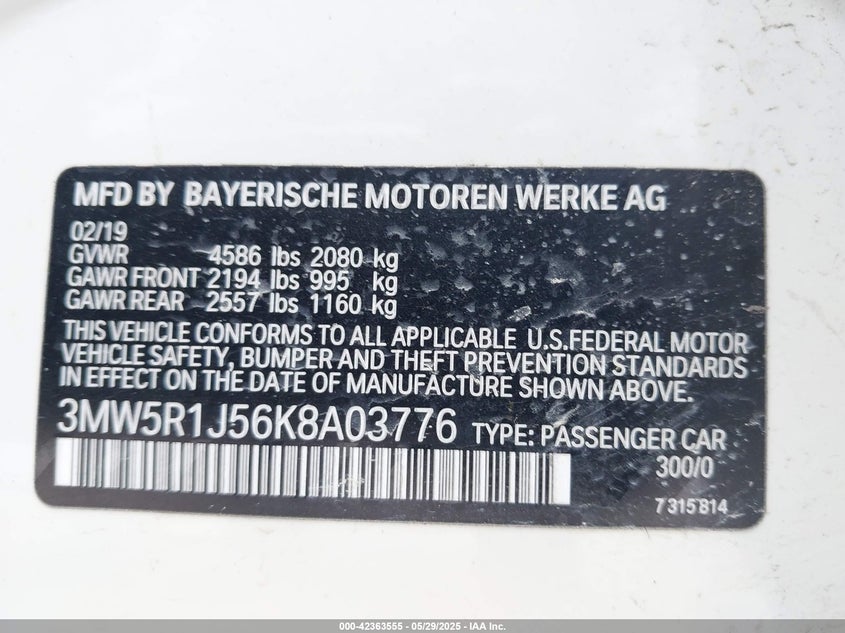 MFD BY BAYERISCHE MOTOREN WERKE AG
02/19
GVWR 4586 lbs 2080 kg
GAWR FRONT 2194 lbs 995 kg
GAWR REAR 2557 lbs 1160 kg
THIS VEHICLE CONFORMS TO ALL APPLICABLE U.S.FEDERAL MOTOR
VEHICLE SAFETY, BUMPER AND THEFT PREVENTION STANDARDS
IN EFFECT ON THE DATE OF MANUFACTURE SHOWN ABOVE.
3MW5R1J56K8A03776 TYPE: PASSENGER CAR
300/0
7315814
000-42363555 - 05/29/2025 - IAA Inc.